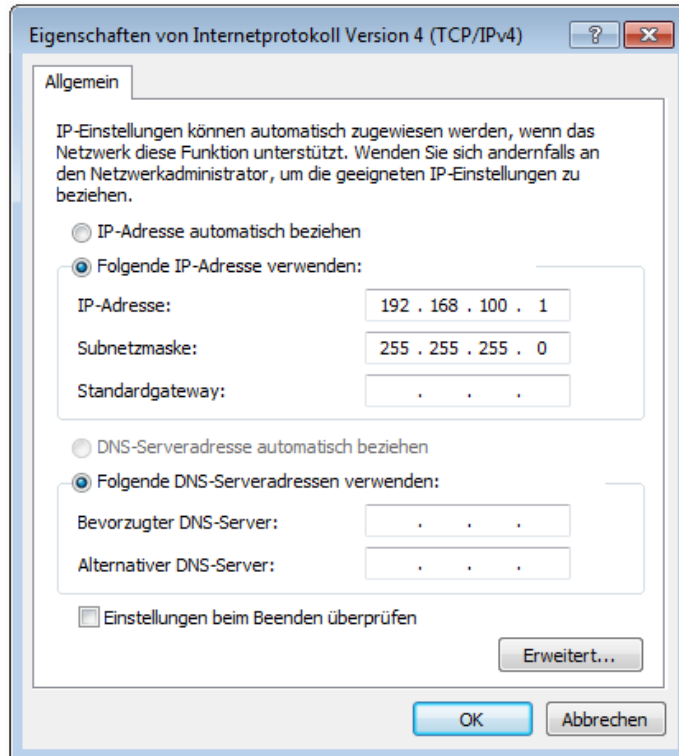 Eigenschaften von Internetprotokoll Version 4 (TCP/IPv4)
Allgemein
IP-Einstellungen können automatisch zugewiesen werden, wenn das
Netzwerk diese Funktion unterstützt. Wenden Sie sich andernfalls an
den Netzwerkadministrator, um die geeigneten IP-Einstellungen zu
beziehen.
IP-Adresse automatisch beziehen
Folgende IP-Adresse verwenden:
IP-Adresse: 192 . 168 . 100 . 1
Subnetzmaske: 255 . 255 . 255 . 0
Standardgateway: . . .
DNS-Serveradresse automatisch beziehen
Folgende DNS-Serveradressen verwenden:
Bevorzugter DNS-Server: . . .
Alternativer DNS-Server: . . .
Einstellungen beim Beenden überprüfen
Erweitert...
OK Abbrechen